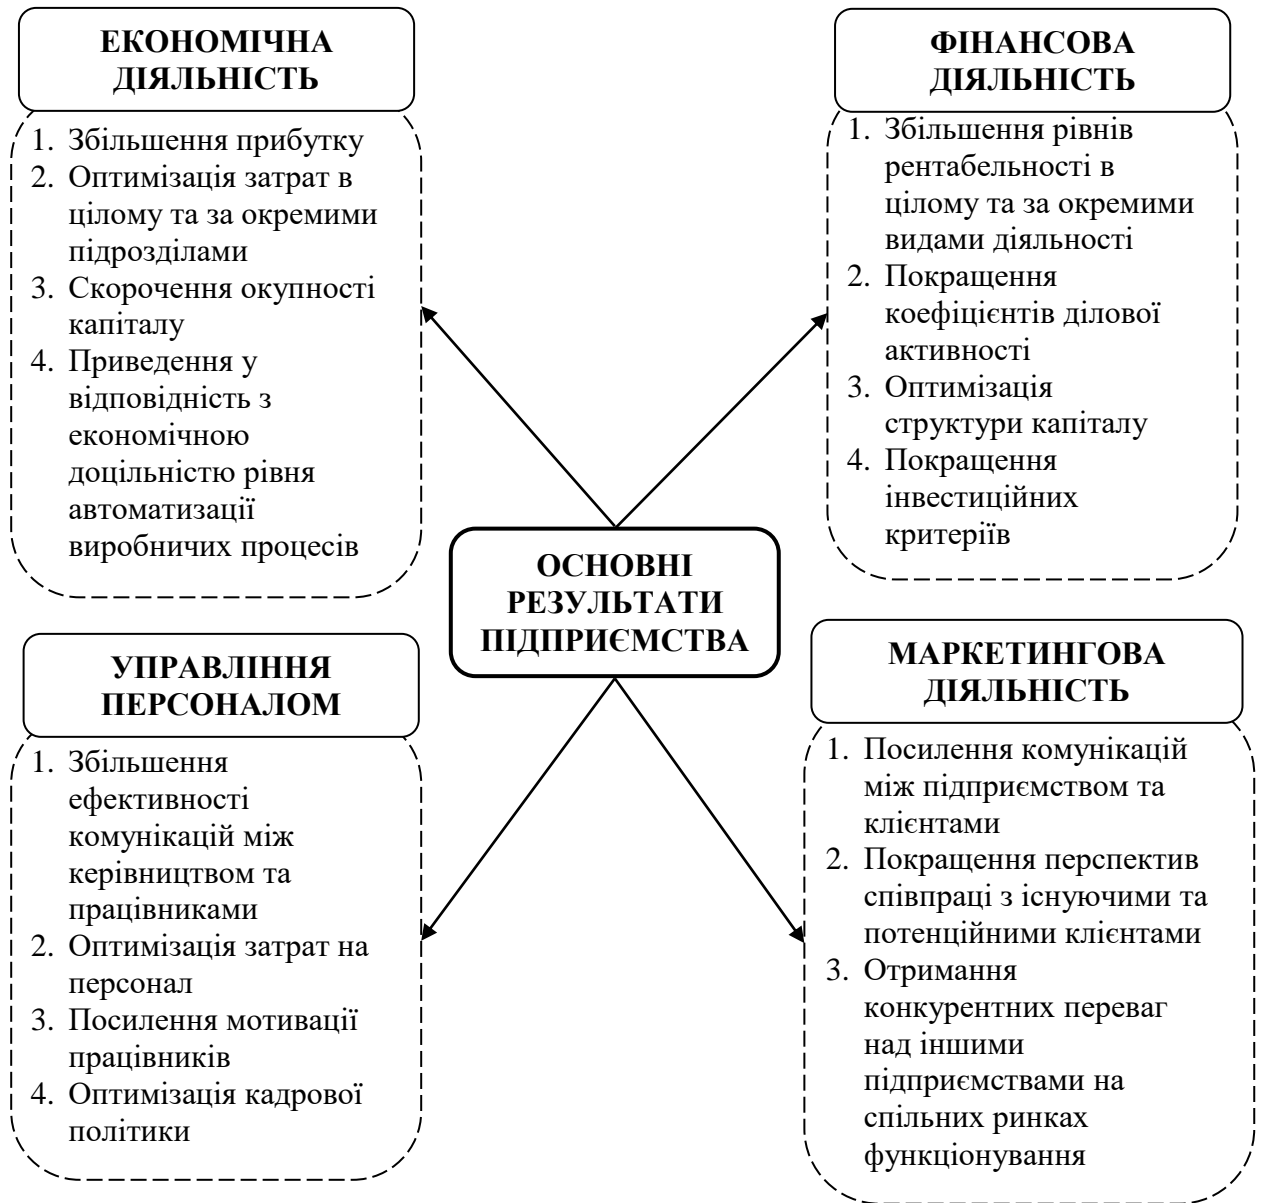 ЕКОНОМІЧНА
ДІЯЛЬНІСТЬ
1. Збільшення прибутку
2. Оптимізація затрат в
цілому та за окремими
підрозділами
3. Скорочення окупності
капіталу
4. Приведення у
відповідність з
економічною
доцільністю рівня
автоматизації
виробничих процесів
ФІНАНСОВА
ДІЯЛЬНІСТЬ
1. Збільшення рівнів
рентабельності в
цілому та за окремими
видами діяльності
2. Покращення
коефіцієнтів ділової
активності
3. Оптимізація
структури капіталу
4. Покращення
інвестиційних
критеріїв
ОСНОВНІ
РЕЗУЛЬТАТИ
ПІДПРИЄМСТВА
УПРАВЛІННЯ
ПЕРСОНАЛОМ
1. Збільшення
ефективності
комунікацій між
керівництвом та
працівниками
2. Оптимізація затрат на
персонал
3. Посилення мотивації
працівників
4. Оптимізація кадрової
політики
МАРКЕТИНГОВА
ДІЯЛЬНІСТЬ
1. Посилення комунікацій
між підприємством та
клієнтами
2. Покращення перспектив
співпраці з існуючими та
потенційними клієнтами
3. Отримання
конкурентних переваг
над іншими
підприємствами на
спільних ринках
функціонування